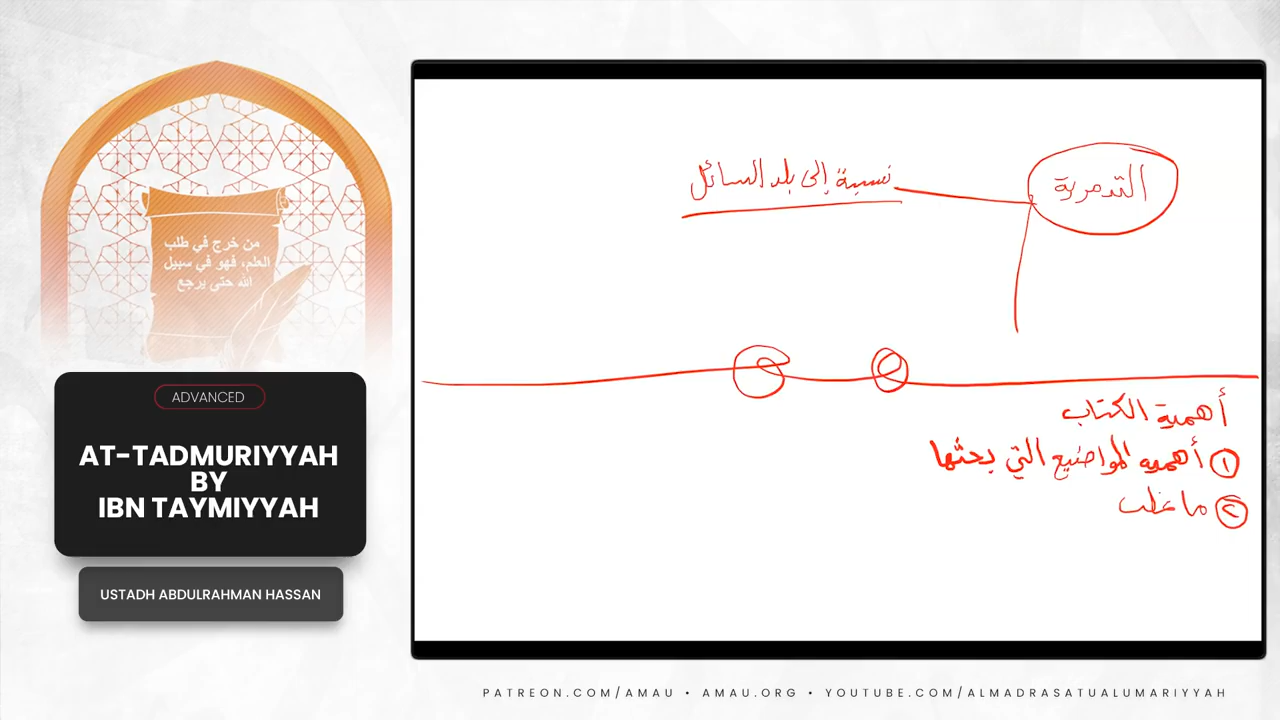 من خرج في طلب
العلم، فهو في سبيل
الله حتى يرجع
ADVANCED
AT-TADMURIYYAH
BY
IBN TAYMIYYAH
USTADH ABDULRAHMAN HASSAN
التدمرية
نسبة إلى بلد السائل
أهمية الكتاب
١ أهمية المواضيع التي بحثها
٢
PATREON.COM/AMAU • AMAU.ORG • YOUTUBE.COM/ALMADRASATUALUMARIYYAH